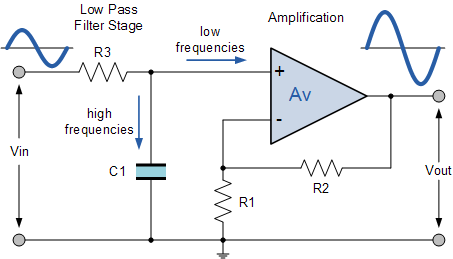 Low Pass
Filter Stage
Amplification
low
frequencies
R3
+
Av
high
frequencies
-
Vin
C1
R2
Vout
R1